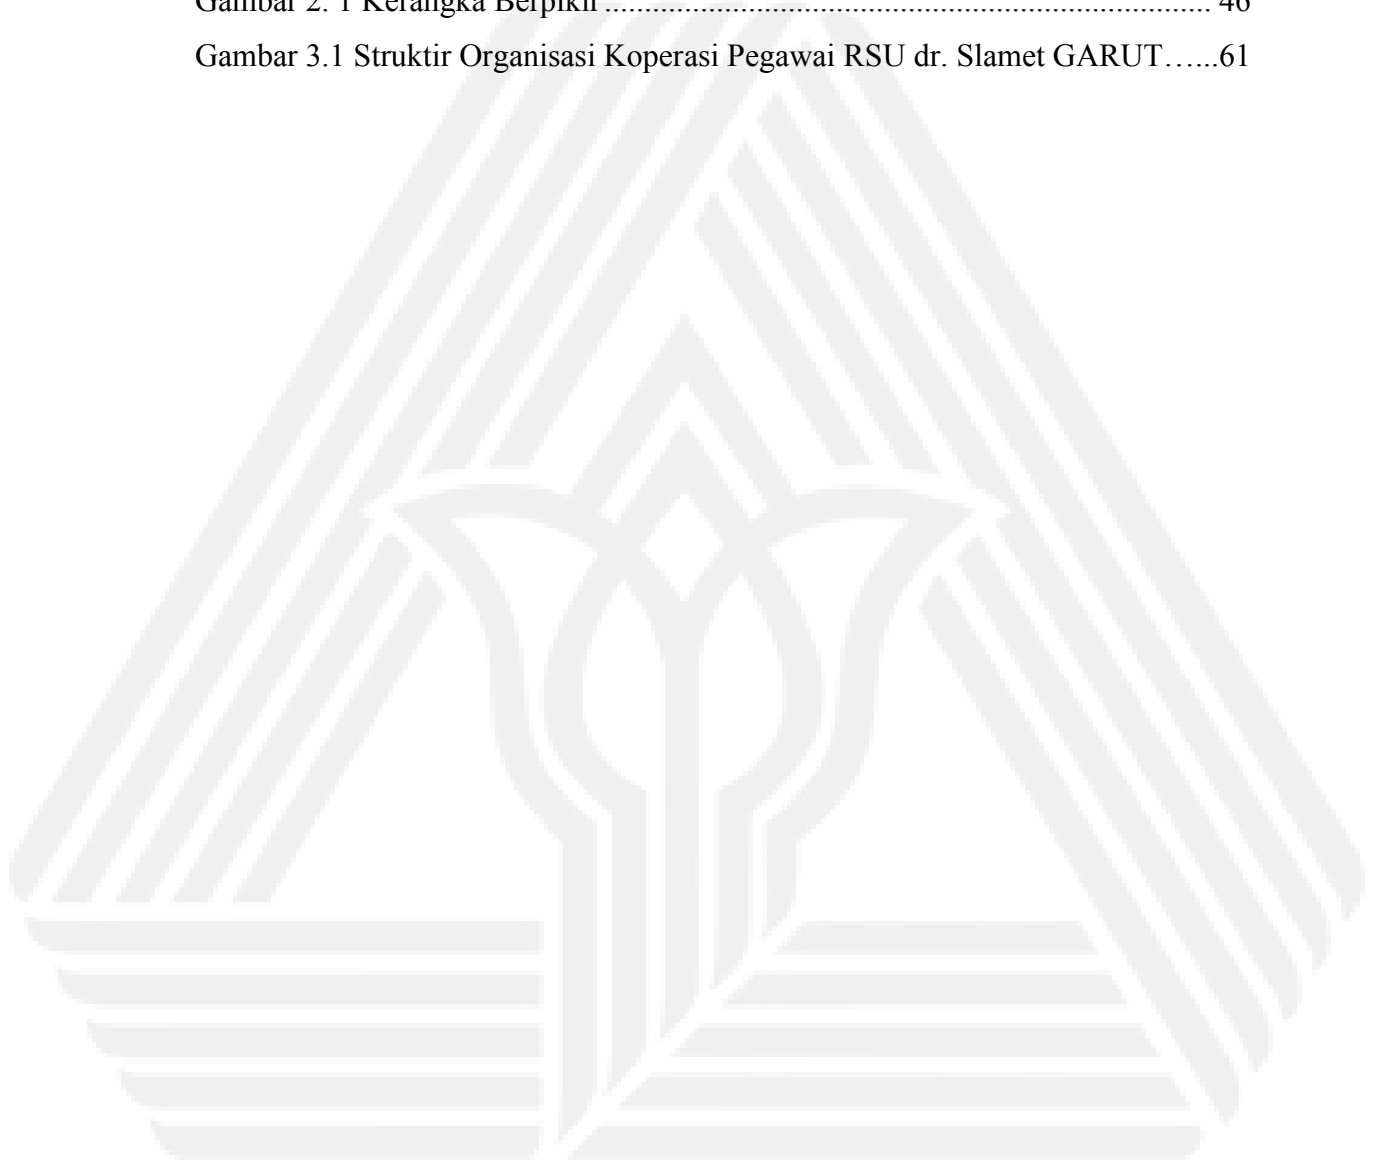 Gambar 2. 1 Kerangka Berpikir ............................................................................ 46
Gambar 3.1 Struktir Organisasi Koperasi Pegawai RSU dr. Slamet GARUT…...61